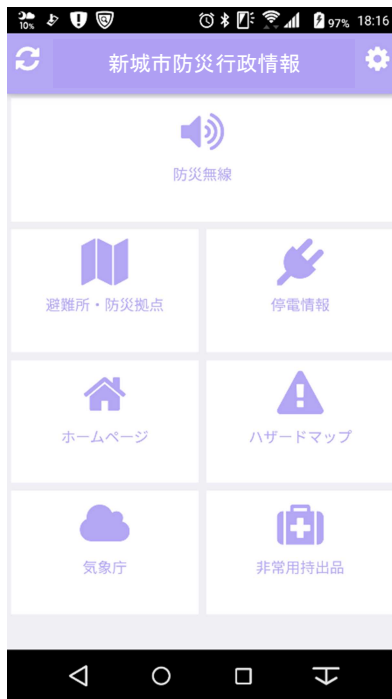 10%
97% 18:16
新城市防災行政情報
防災無線
避難所・防災拠点
停電情報
ホームページ
ハザードマップ
気象庁
非常用持出品